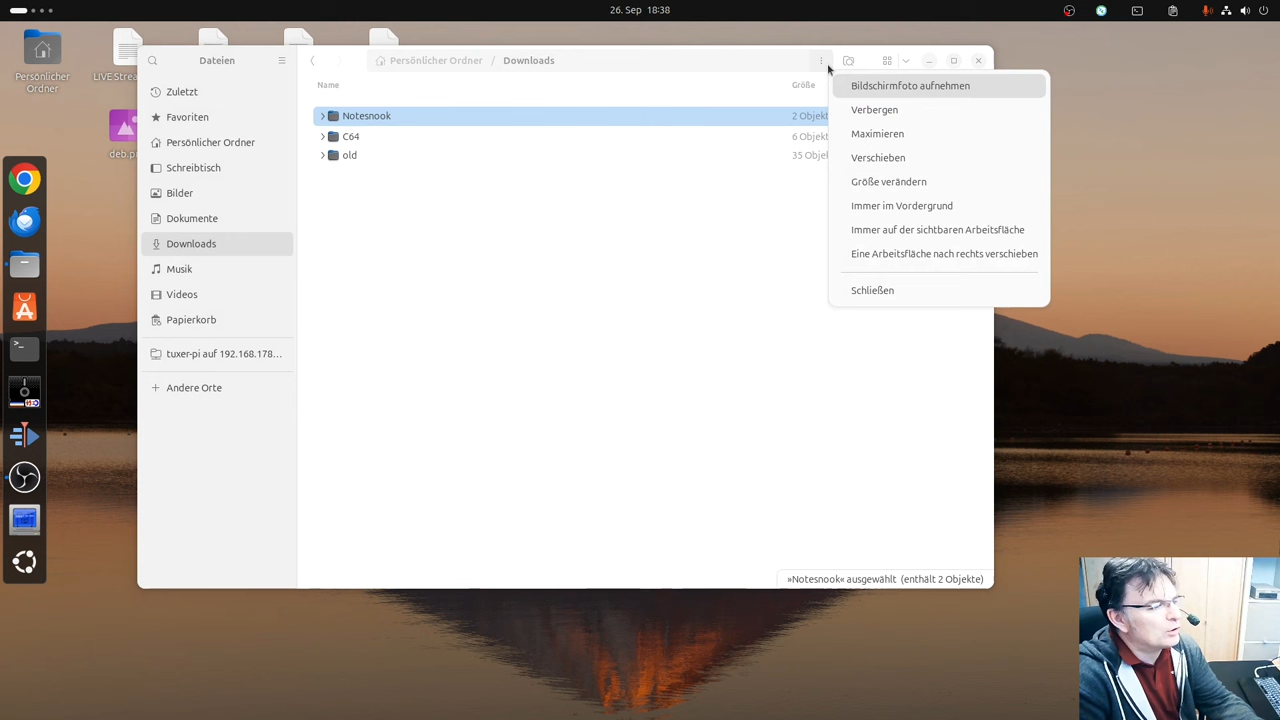 26. Sep 18:38
Persönlicher
Ordner
LIVE Strea
deb.p
Dateien
Persönlicher Ordner / Downloads
Zuletzt
Favoriten
Persönlicher Ordner
Schreibtisch
Bilder
Dokumente
Downloads
Musik
Videos
Papierkorb
tuxer-pi auf 192.168.178...
+ Andere Orte
Name
Größe
Notesnook
2 Objekt
C64
6 Objekt
old
35 Objek
Bildschirmfoto aufnehmen
Verbergen
Maximieren
Verschieben
Größe verändern
Immer im Vordergrund
Immer auf der sichtbaren Arbeitsfläche
Eine Arbeitsfläche nach rechts verschieben
Schließen
»Notesnook« ausgewählt (enthält 2 Objekte)